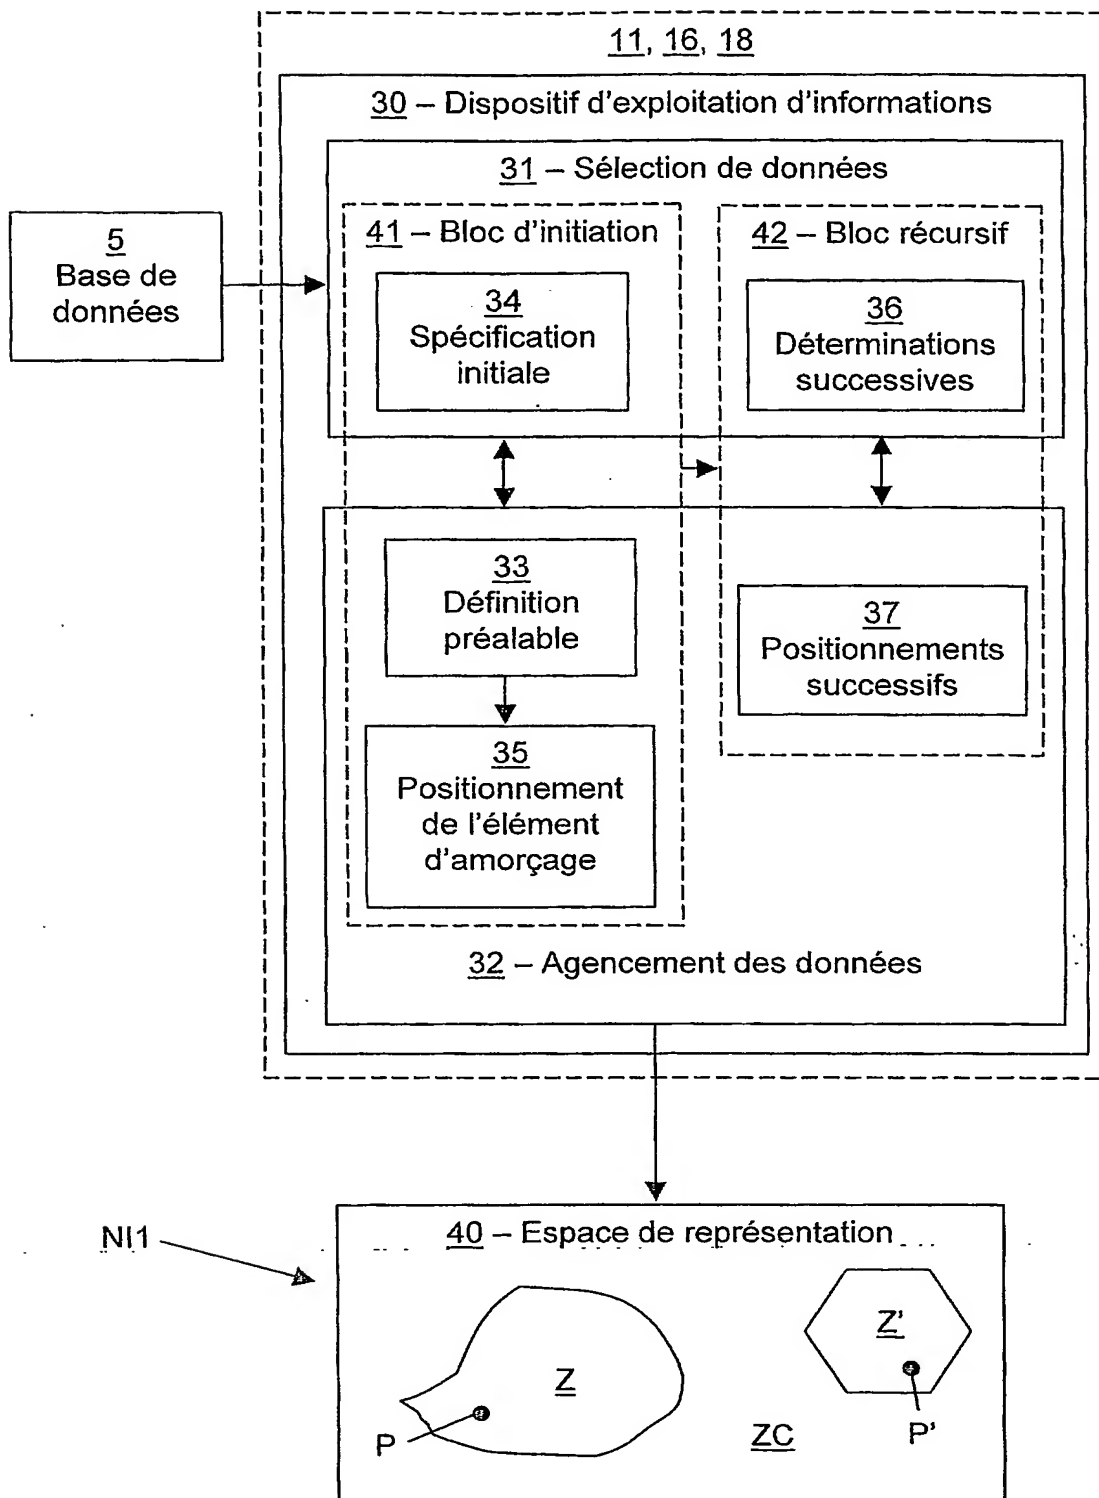 11, 16, 18
30 – Dispositif d'exploitation d'informations
31 – Sélection de données
41 – Bloc d'initiation
42 – Bloc récursif
5
Base de
données
34
Spécification
initiale
36
Déterminations
successives
33
Définition
préalable
37
Positionnements
successifs
35
Positionnement
de l'élément
d'amorçage
32 – Agencement des données
NI1
40 – Espace de représentation
Z
Z'
P
ZC
P'